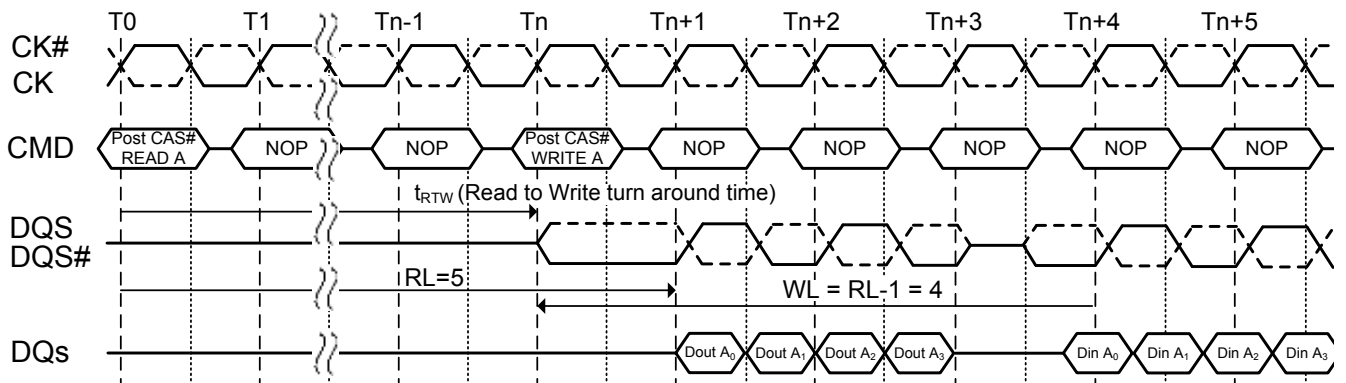 T0 T1 Tn-1 Tn Tn+1 Tn+2 Tn+3 Tn+4 Tn+5
CK#
CK
CMD
Post CAS#
READ A
NOP
NOP
Post CAS#
WRITE A
NOP
NOP
NOP
NOP
NOP
tRTW (Read to Write turn around time)
DQS
DQS#
RL=5
WL = RL-1 = 4
DQs
Dout A0 Dout A1 Dout A2 Dout A3 Din A0 Din A1 Din A2 Din A3